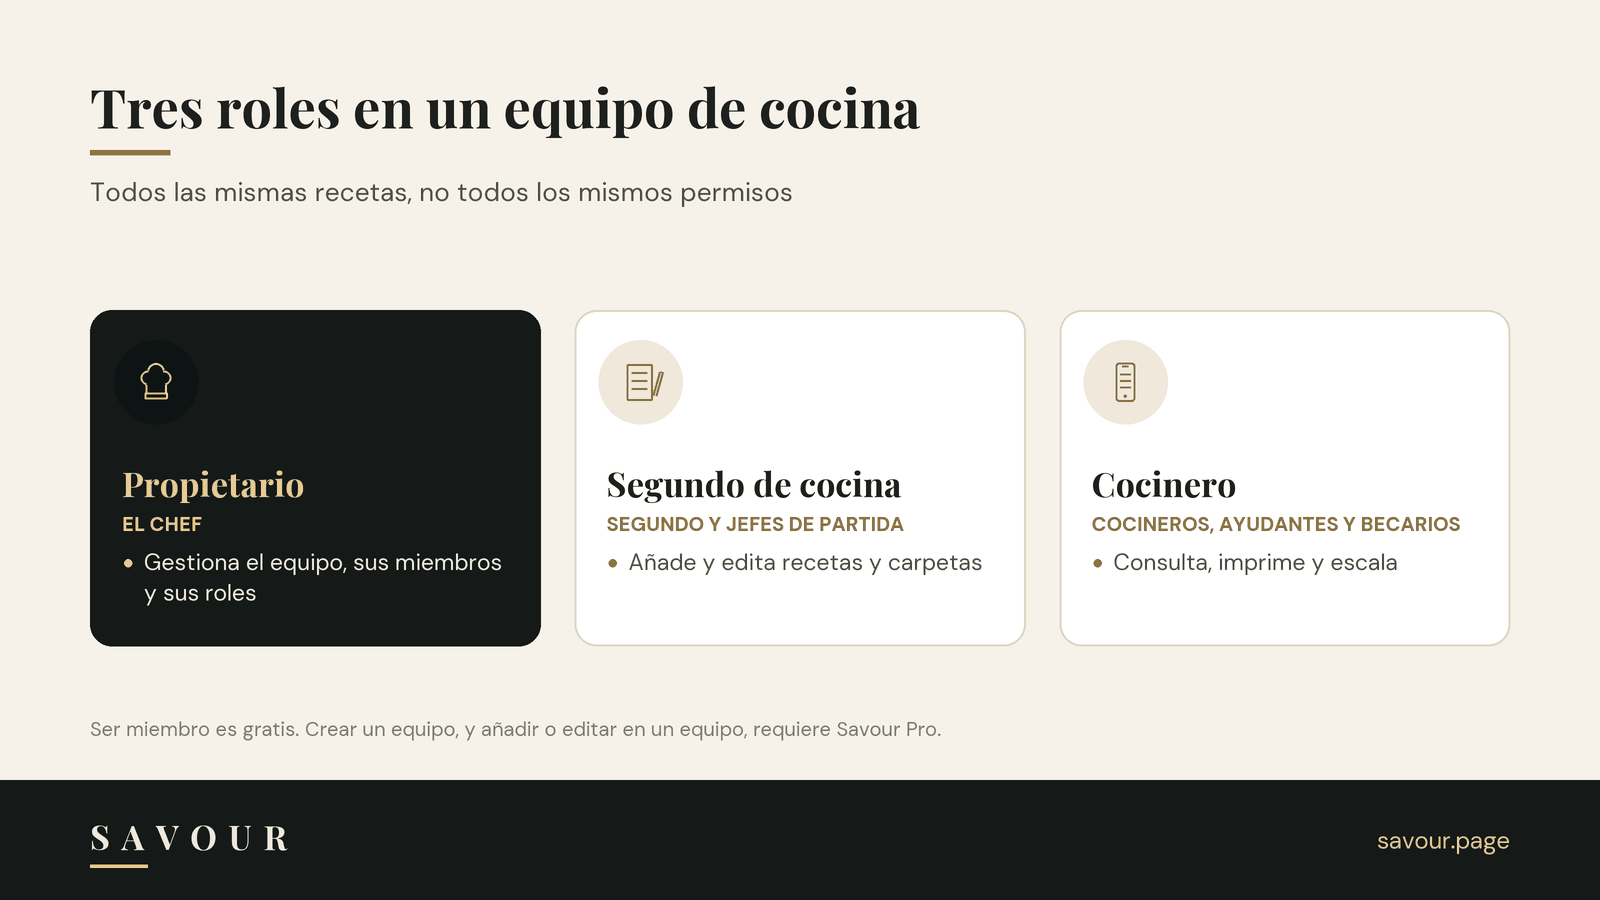 Tres roles en un equipo de cocina
Todos las mismas recetas, no todos los mismos permisos
Propietario
EL CHEF
• Gestiona el equipo, sus miembros
y sus roles
Segundo de cocina
SEGUNDO Y JEFES DE PARTIDA
• Añade y edita recetas y carpetas
Cocinero
COCINEROS, AYUDANTES Y BECARIOS
• Consulta, imprime y escala
Ser miembro es gratis. Crear un equipo, y añadir o editar en un equipo, requiere Savour Pro.
SAVOUR
savour.page